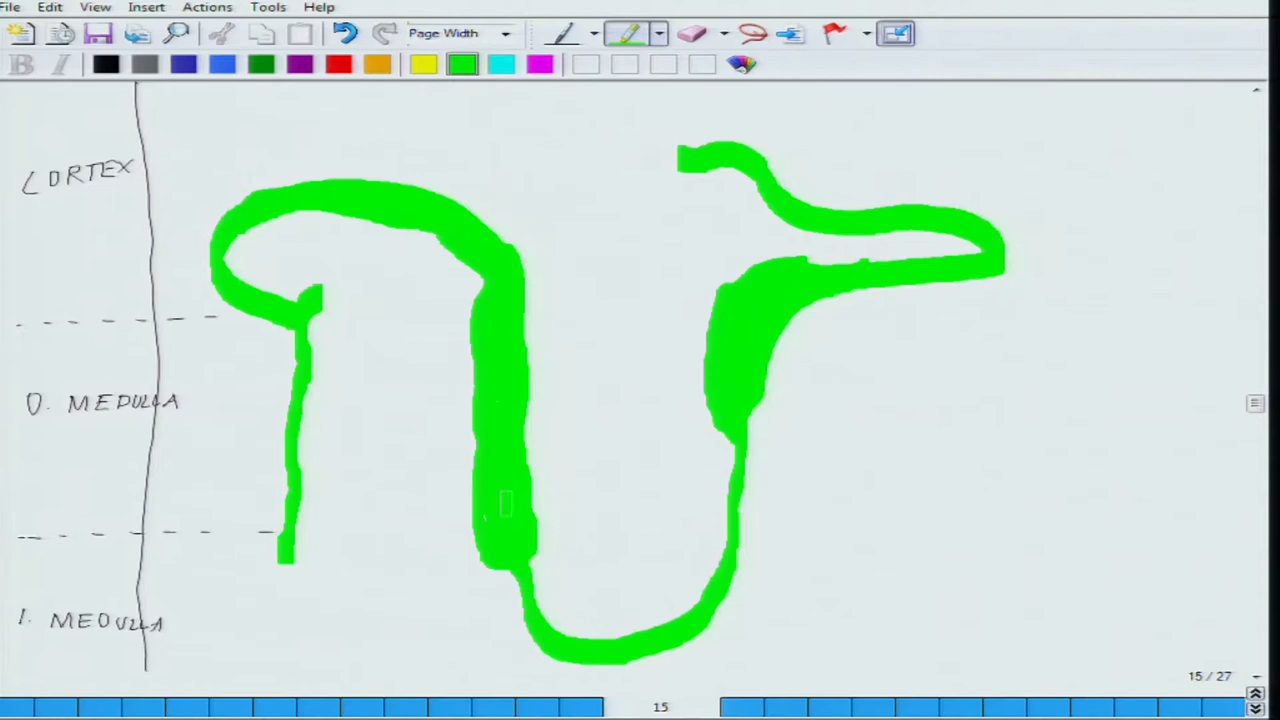 File Edit View Insert Actions Tools Help
Page Width
B I
CORTEX
O. MEDULLA
I. MEDULLA
15 / 27
15